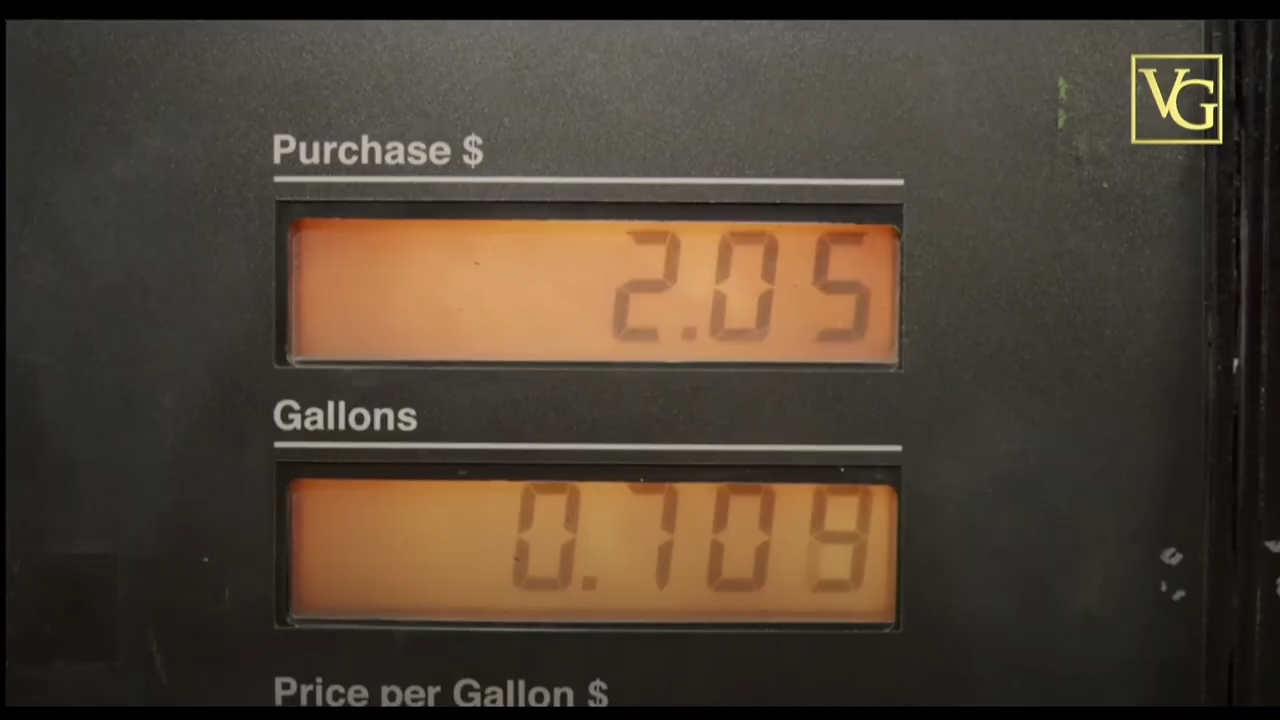 VG
Purchase $
2.05
Gallons
0.709
Price per Gallon $